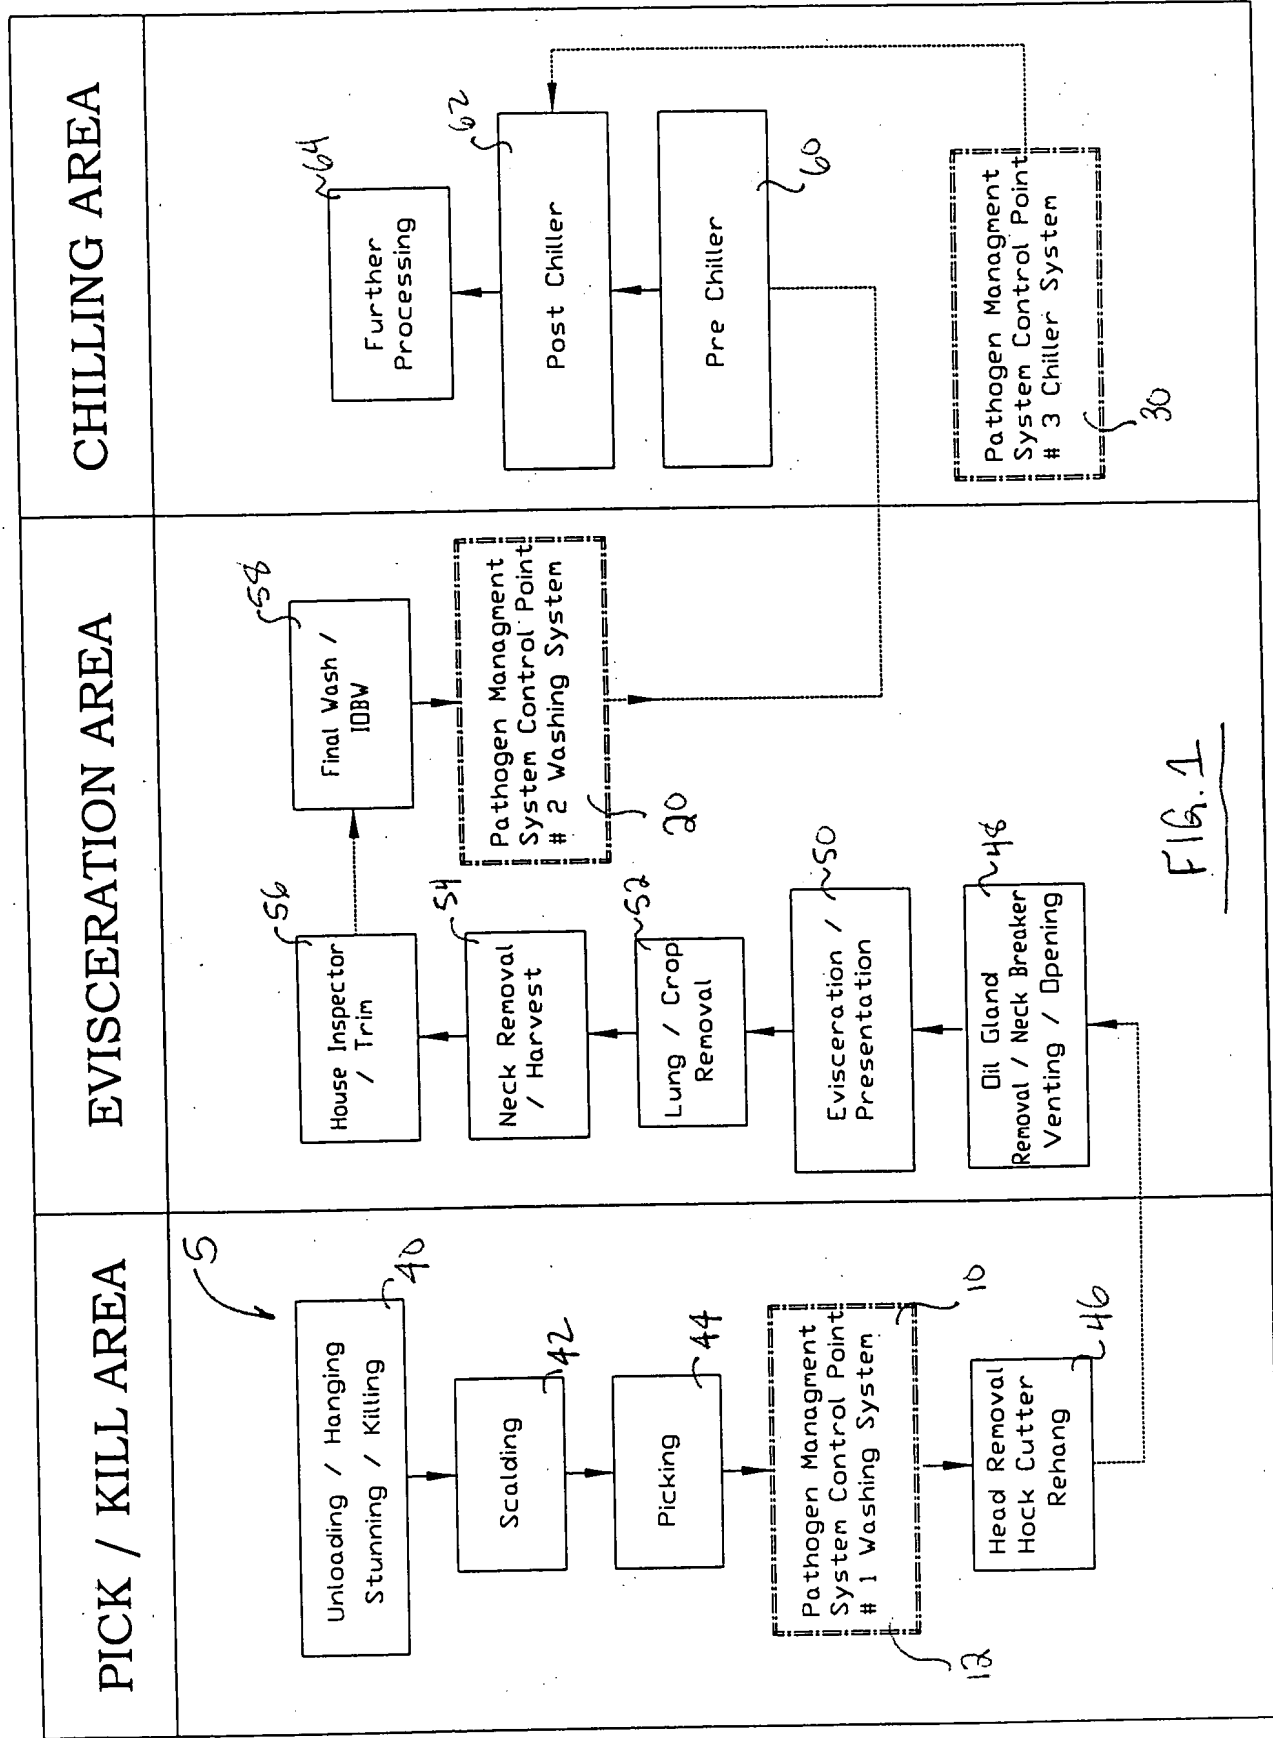 PICK / KILL AREA
5
Unloading / Hanging
Stunning / Killing
40
Scalding
42
Picking
44
Pathogen Managment
System Control Point
# 1 Washing System
10
12
Head Removal
Hock Cutter
Rehang
46
EVISCERATION AREA
House Inspector
/ Trim
56
Neck Removal
/ Harvest
54
Lung / Crop
Removal
52
Evisceration /
Presentation
50
Oil Gland
Removal / Neck Breaker
Venting / Opening
48
Final Wash /
IOBW
58
Pathogen Managment
System Control Point
# 2 Washing System
20
CHILLING AREA
Further
Processing
64
Post Chiller
62
Pre Chiller
60
Pathogen Managment
System Control Point
# 3 Chiller System
30
FIG. 1